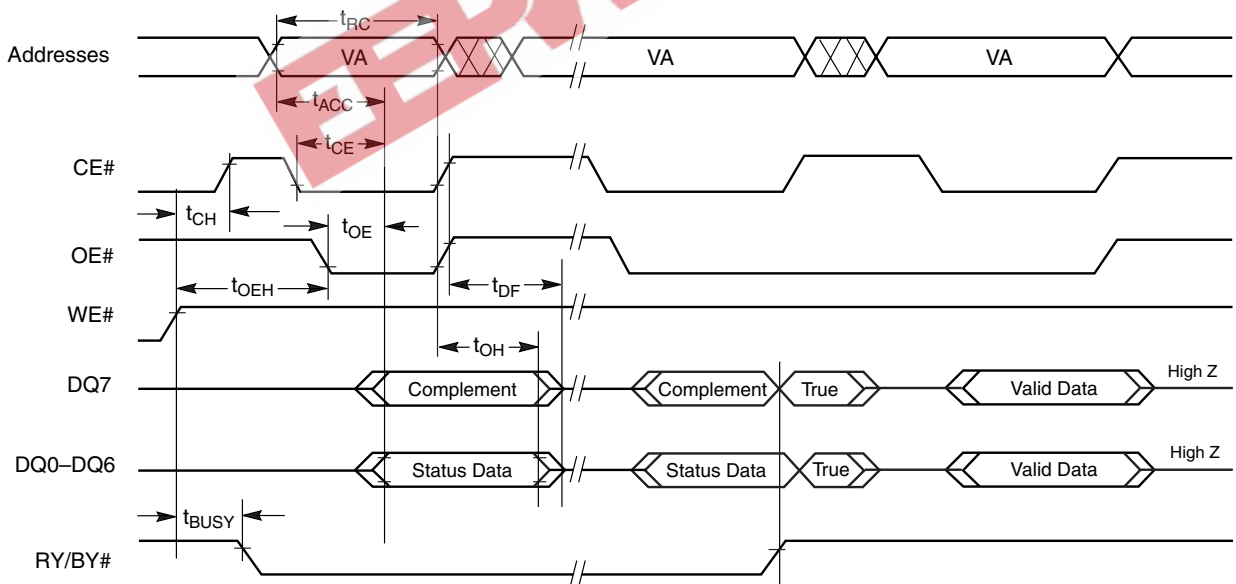 tRC
Addresses VA VA VA
tACC
tCE
CE#
tCH
tOE
OE#
tOEH
tDF
WE#
tOH
DQ7 Complement Complement True Valid Data High Z
DQ0–DQ6 Status Data Status Data True Valid Data High Z
tBUSY
RY/BY#